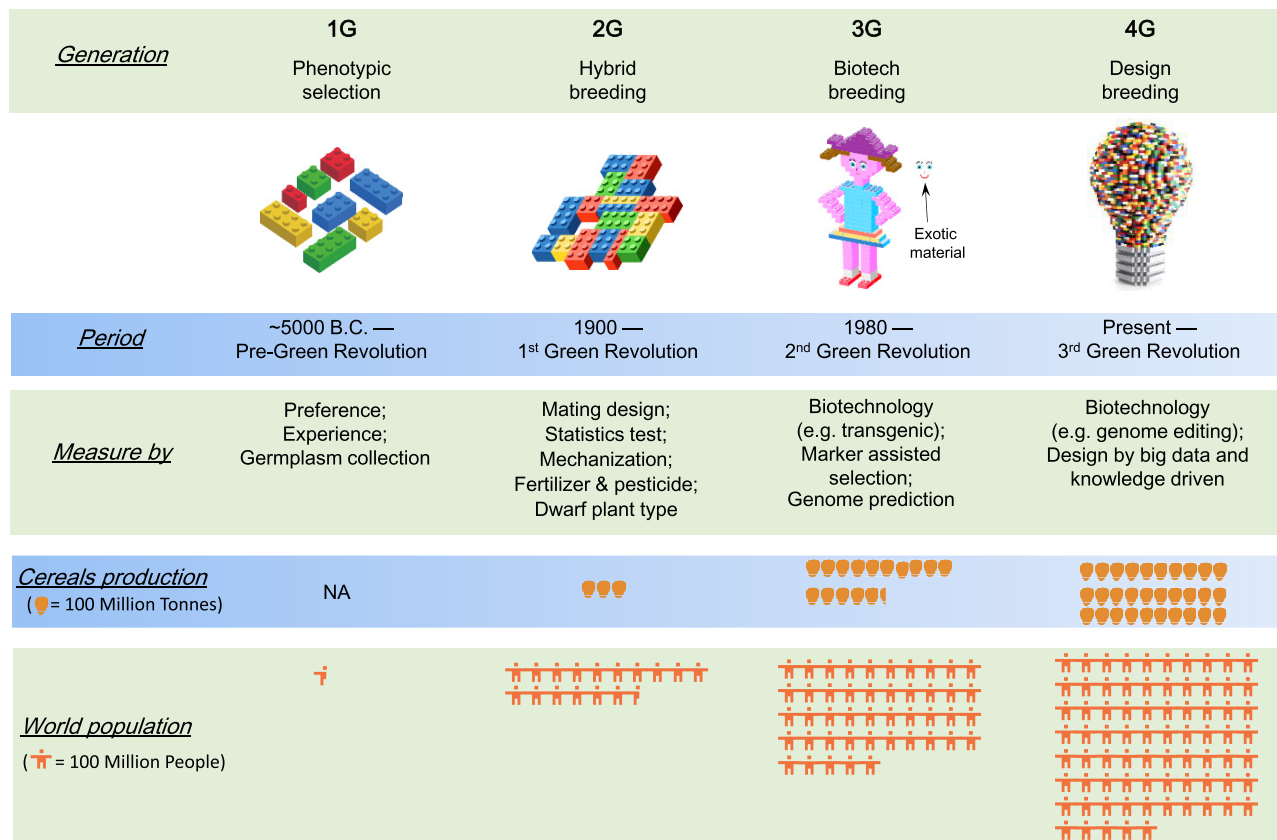 Generation
1G
Phenotypic
selection
2G
Hybrid
breeding
3G
Biotech
breeding
4G
Design
breeding
Exotic
material
Period
~5000 B.C. —
Pre-Green Revolution
1900 —
1st Green Revolution
1980 —
2nd Green Revolution
Present —
3rd Green Revolution
Measure by
Preference;
Experience;
Germplasm collection
Mating design;
Statistics test;
Mechanization;
Fertilizer & pesticide;
Dwarf plant type
Biotechnology
(e.g. transgenic);
Marker assisted
selection;
Genome prediction
Biotechnology
(e.g. genome editing);
Design by big data and
knowledge driven
Cereals production
( = 100 Million Tonnes)
NA
World population
( = 100 Million People)